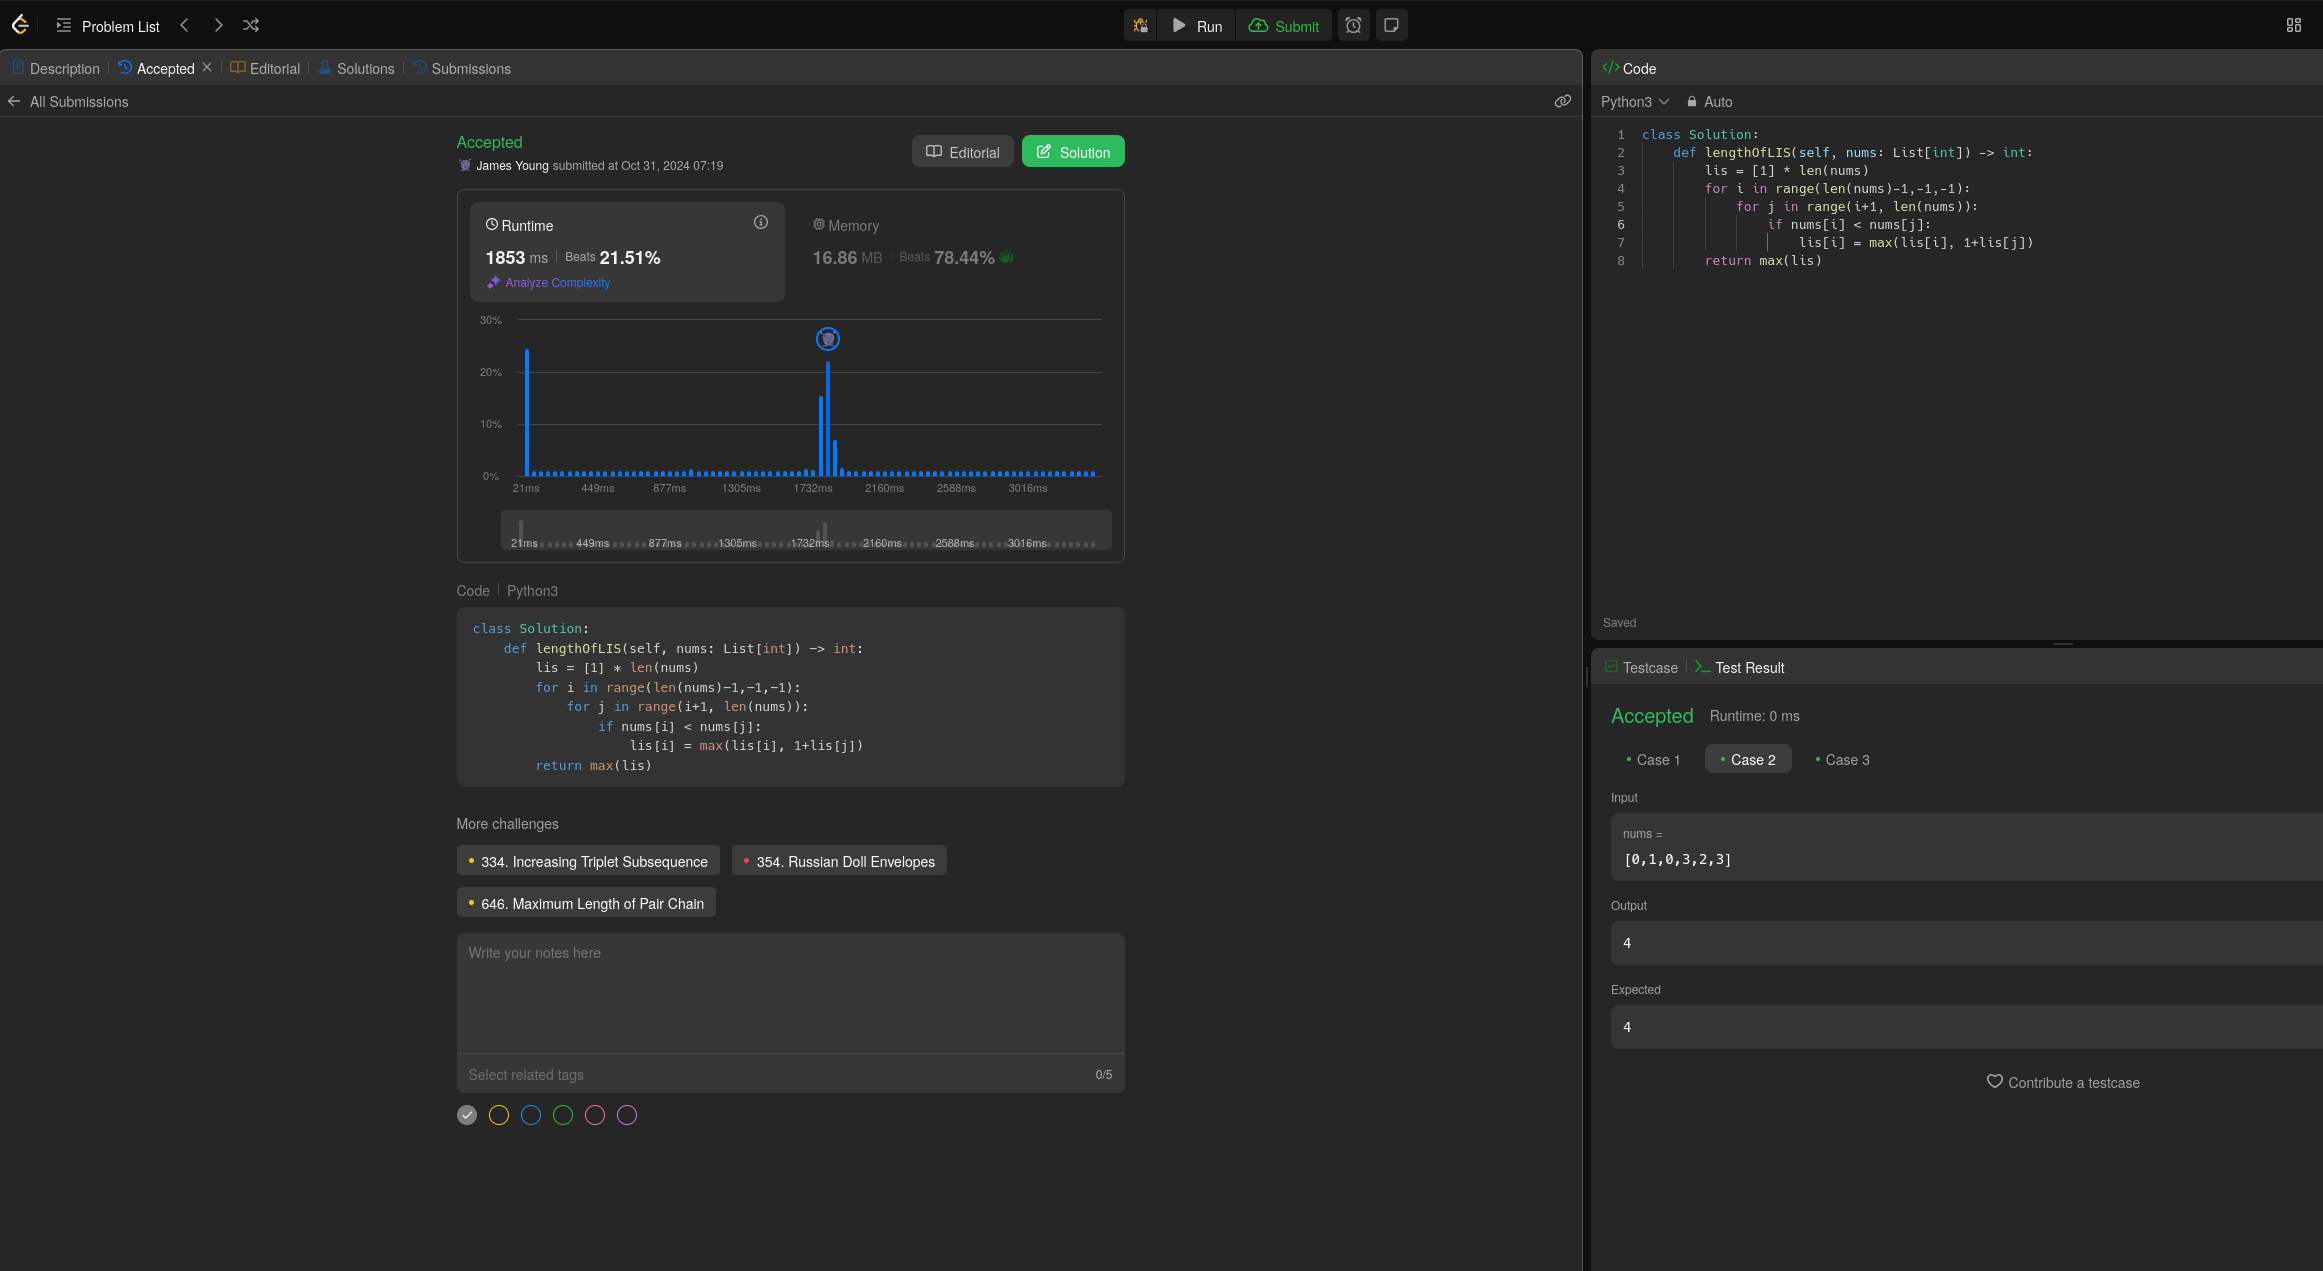 Problem List
Run
Submit
Description
Accepted
Editorial
Solutions
Submissions
All Submissions
Accepted
James Young submitted at Oct 31, 2024 07:19
Editorial
Solution
Runtime
1853 ms
Beats 21.51%
Analyze Complexity
Memory
16.86 MB
Beats 78.44%
30%
20%
10%
0%
21ms 449ms 877ms 1305ms 1732ms 2160ms 2588ms 3016ms
21ms 449ms 877ms 1305ms 1732ms 2160ms 2588ms 3016ms
Code
Python3
class Solution:
    def lengthOfLIS(self, nums: List[int]) -> int:
        lis = [1] * len(nums)
        for i in range(len(nums)-1,-1,-1):
            for j in range(i+1, len(nums)):
                if nums[i] < nums[j]:
                    lis[i] = max(lis[i], 1+lis[j])
        return max(lis)
More challenges
334. Increasing Triplet Subsequence
354. Russian Doll Envelopes
646. Maximum Length of Pair Chain
Write your notes here
Select related tags
0/5
</> Code
Python3
Auto
1 class Solution:
2     def lengthOfLIS(self, nums: List[int]) -> int:
3         lis = [1] * len(nums)
4         for i in range(len(nums)-1,-1,-1):
5             for j in range(i+1, len(nums)):
6                 if nums[i] < nums[j]:
7                     lis[i] = max(lis[i], 1+lis[j])
8         return max(lis)
Saved
Testcase
Test Result
Accepted
Runtime: 0 ms
Case 1
Case 2
Case 3
Input
nums =
[0,1,0,3,2,3]
Output
4
Expected
4
Contribute a testcase